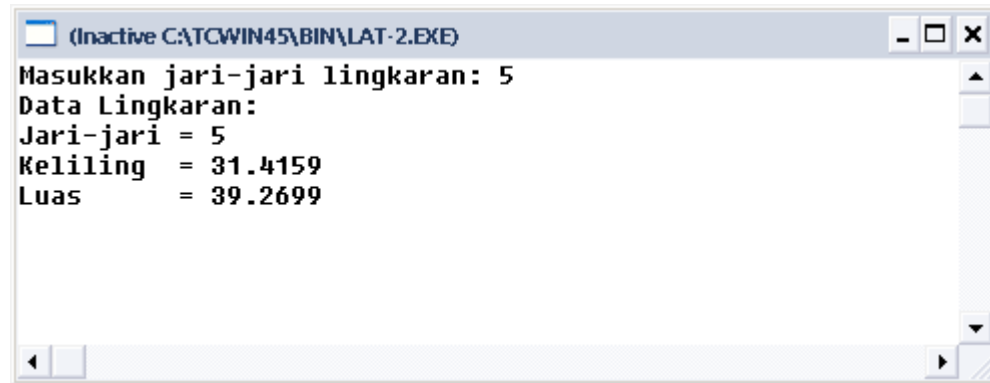 (Inactive C:\TCWIN45\BIN\LAT-2.EXE)
Masukkan jari-jari lingkaran: 5
Data Lingkaran:
Jari-jari = 5
Keliling  = 31.4159
Luas      = 39.2699